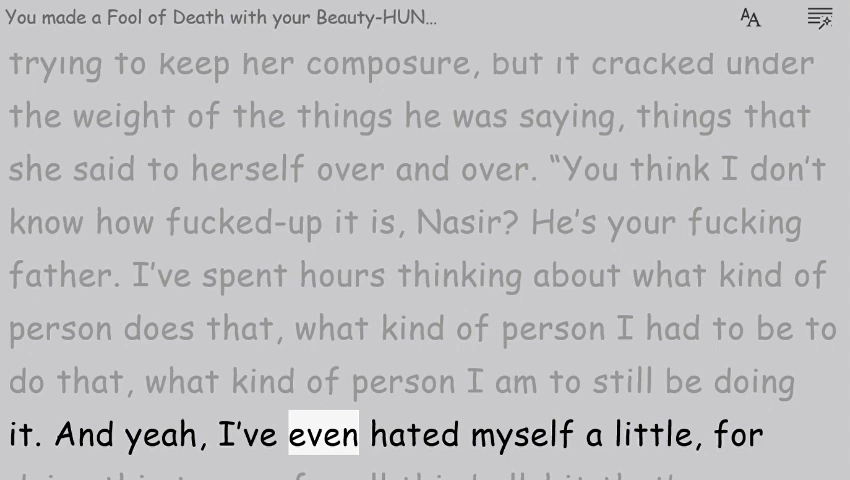 You made a Fool of Death with your Beauty-HUN...
trying to keep her composure, but it cracked under
the weight of the things he was saying, things that
she said to herself over and over. “You think I don’t
know how fucked-up it is, Nasir? He’s your fucking
father. I’ve spent hours thinking about what kind of
person does that, what kind of person I had to be to
do that, what kind of person I am to still be doing
it. And yeah, I’ve even hated myself a little, for